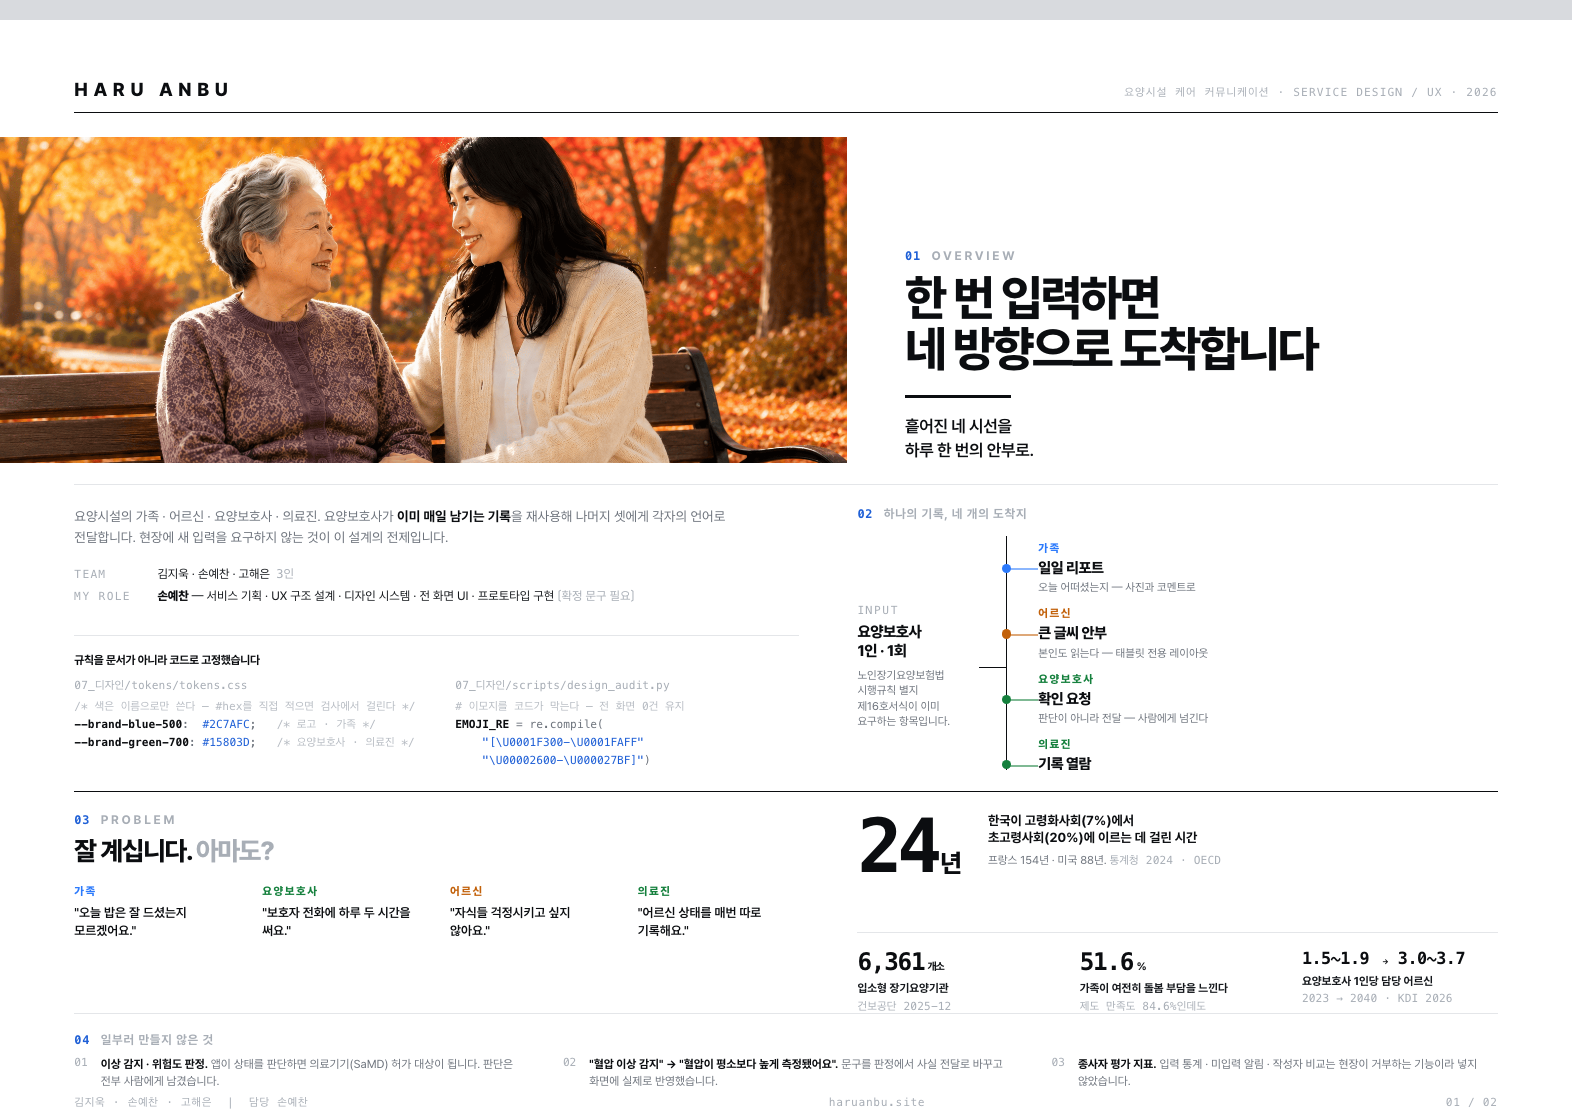 HARU ANBU
요양시설 케어 커뮤니케이션 · SERVICE DESIGN / UX · 2026
01 OVERVIEW
한 번 입력하면
네 방향으로 도착합니다
흩어진 네 시선을
하루 한 번의 안부로.
요양시설의 가족 · 어르신 · 요양보호사 · 의료진. 요양보호사가 이미 매일 남기는 기록을 재사용해 나머지 셋에게 각자의 언어로
전달합니다. 현장에 새 입력을 요구하지 않는 것이 이 설계의 전제입니다.
TEAM 김지욱 · 손예찬 · 고해은 3인
MY ROLE 손예찬 — 서비스 기획 · UX 구조 설계 · 디자인 시스템 · 전 화면 UI · 프로토타입 구현 [확정 문구 필요]
규칙을 문서가 아니라 코드로 고정했습니다
07_디자인/tokens/tokens.css
/* 색은 이름으로만 쓴다 — #hex를 직접 적으면 검사에서 걸린다 */
--brand-blue-500: #2C7AFC; /* 로고 · 가족 */
--brand-green-700: #15803D; /* 요양보호사 · 의료진 */
07_디자인/scripts/design_audit.py
# 이모지를 코드가 막는다 — 전 화면 0건 유지
EMOJI_RE = re.compile(
"[\U0001F300-\U0001FAFF"
"\U00002600-\U000027BF]")
02 하나의 기록, 네 개의 도착지
INPUT
요양보호사
1인 · 1회
노인장기요양보험법
시행규칙 별지
제16호서식이 이미
요구하는 항목입니다.
가족
일일 리포트
오늘 어떠셨는지 — 사진과 코멘트로
어르신
큰 글씨 안부
본인도 읽는다 — 태블릿 전용 레이아웃
요양보호사
확인 요청
판단이 아니라 전달 — 사람에게 넘긴다
의료진
기록 열람
03 PROBLEM
잘 계십니다. 아마도?
가족
"오늘 밥은 잘 드셨는지
모르겠어요."
요양보호사
"보호자 전화에 하루 두 시간을
써요."
어르신
"자식들 걱정시키고 싶지
않아요."
의료진
"어르신 상태를 매번 따로
기록해요."
24년
한국이 고령화사회(7%)에서
초고령사회(20%)에 이르는 데 걸린 시간
프랑스 154년 · 미국 88년. 통계청 2024 · OECD
6,361 개소
입소형 장기요양기관
건보공단 2025-12
51.6 %
가족이 여전히 돌봄 부담을 느낀다
제도 만족도 84.6%인데도
1.5~1.9 → 3.0~3.7
요양보호사 1인당 담당 어르신
2023 → 2040 · KDI 2026
04 일부러 만들지 않은 것
01 이상 감지 · 위험도 판정. 앱이 상태를 판단하면 의료기기(SaMD) 허가 대상이 됩니다. 판단은
전부 사람에게 남겼습니다.
02 "혈압 이상 감지" → "혈압이 평소보다 높게 측정됐어요". 문구를 판정에서 사실 전달로 바꾸고
화면에 실제로 반영했습니다.
03 종사자 평가 지표. 입력 통계 · 미입력 알림 · 작성자 비교는 현장이 거부하는 기능이라 넣지
않았습니다.
김지욱 · 손예찬 · 고해은 | 담당 손예찬
haruanbu.site
01 / 02